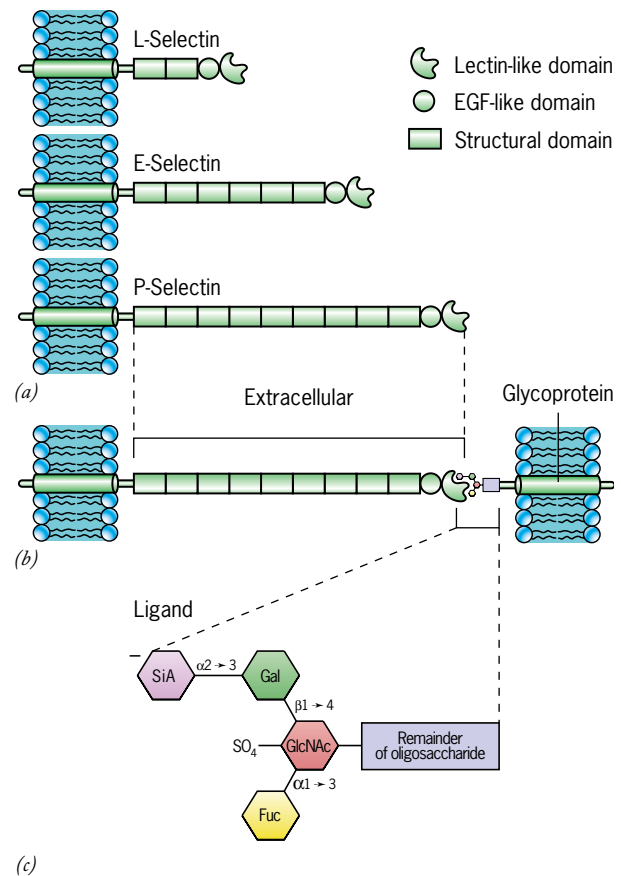 L-Selectin
Lectin-like domain
EGF-like domain
Structural domain
E-Selectin
P-Selectin
(a)
Extracellular
Glycoprotein
(b)
Ligand
–
SiA
α2 → 3
Gal
β1 → 4
SO4
GlcNAc
Remainder
of oligosaccharide
α1 → 3
Fuc
(c)